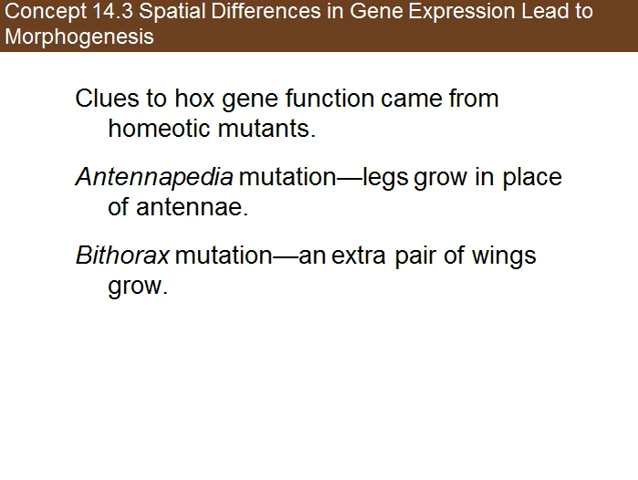 Concept 14.3 Spatial Differences in Gene Expression Lead to
Morphogenesis
Clues to hox gene function came from
homeotic mutants.
Antennapedia mutation—legs grow in place
of antennae.
Bithorax mutation—an extra pair of wings
grow.